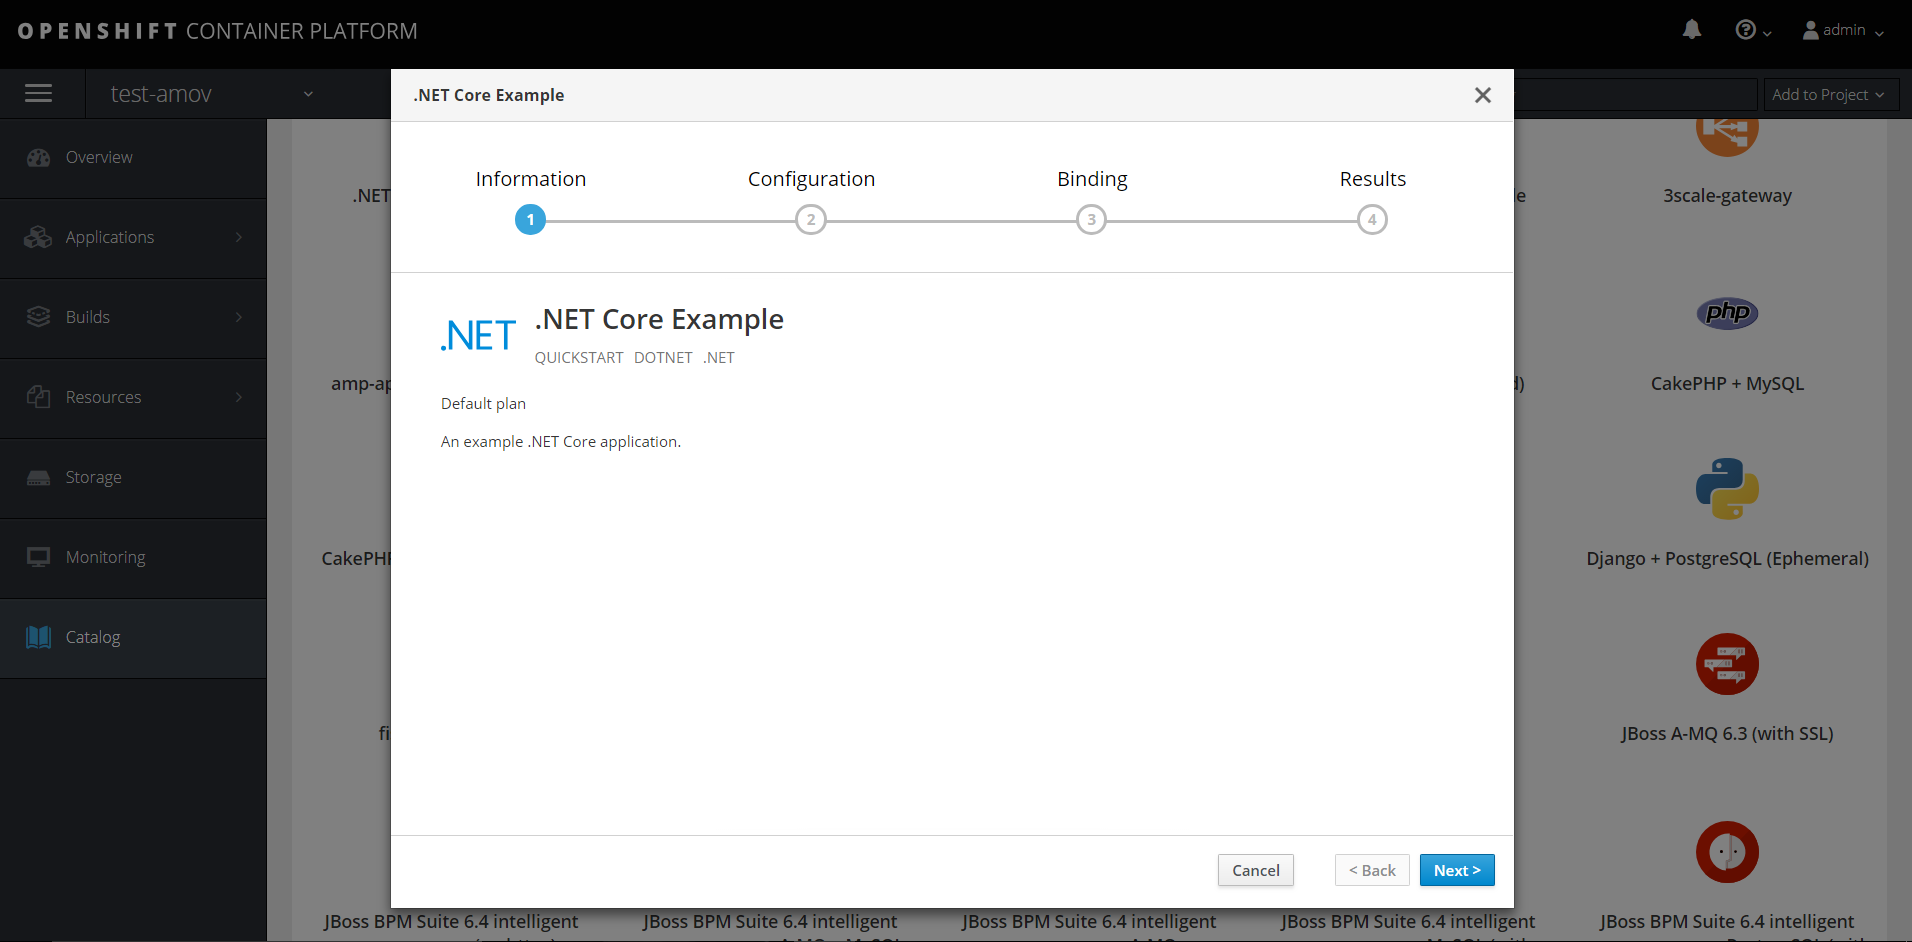 OPENSHIFT CONTAINER PLATFORM
admin
test-amov
Add to Project
.NET Core Example
Overview
Applications
Builds
Resources
Storage
Monitoring
Catalog
Information
Configuration
Binding
Results
1
2
3
4
.NET
.NET Core Example
QUICKSTART DOTNET .NET
Default plan
An example .NET Core application.
Cancel
< Back
Next >
.NET
3scale-gateway
php
amp-ap
CakePHP + MySQL
CakePHP
Django + PostgreSQL (Ephemeral)
fi
JBoss A-MQ 6.3 (with SSL)
JBoss BPM Suite 6.4 intelligent
JBoss BPM Suite 6.4 intelligent
JBoss BPM Suite 6.4 intelligent
JBoss BPM Suite 6.4 intelligent
JBoss BPM Suite 6.4 intelligent